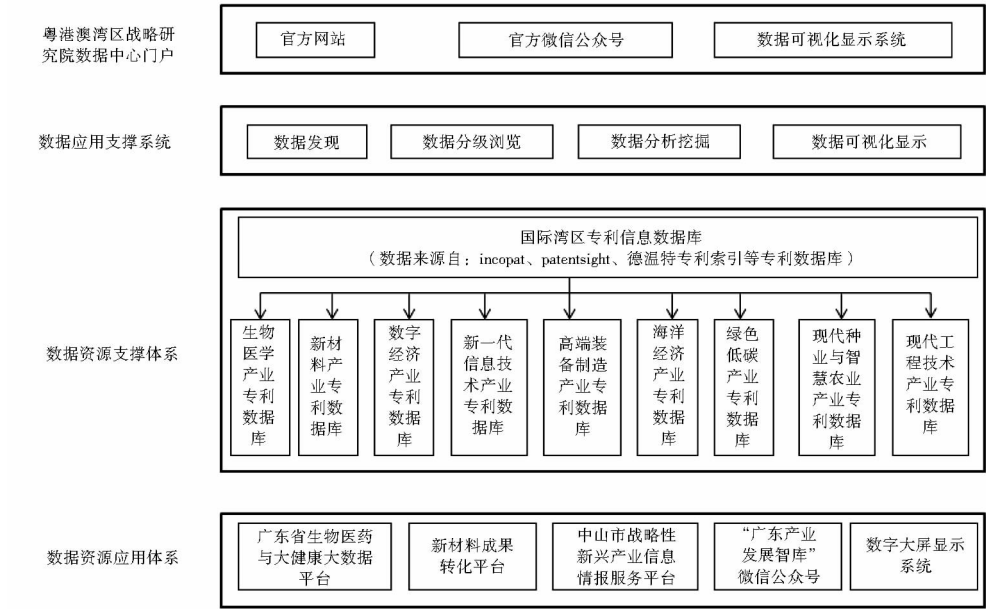 粤港澳湾区战略研
究院数据中心门户
官方网站
官方微信公众号
数据可视化显示系统
数据应用支撑系统
数据发现
数据分级浏览
数据分析挖掘
数据可视化显示
数据资源支撑体系
国际湾区专利信息数据库
(数据来源自：incopat、patentsight、德温特专利索引等专利数据库)
生物
医学
产业
专利
数据
库
新材
料产
业专
利数
据库
数字
经济
产业
专利
数据
库
新一代
信息技
术产业
专利数
据库
高端装
备制造
产业专
利数据
库
海洋
经济
产业
专利
数据
库
绿色
低碳
产业
专利
数据
库
现代种
业与智
慧农业
产业专
利数据
库
现代工
程技术
产业专
利数据
库
数据资源应用体系
广东省生物医药
与大健康大数据
平台
新材料成果
转化平台
中山市战略性
新兴产业信息
情报服务平台
“广东产业
发展智库”
微信公众号
数字大屏显示
系统